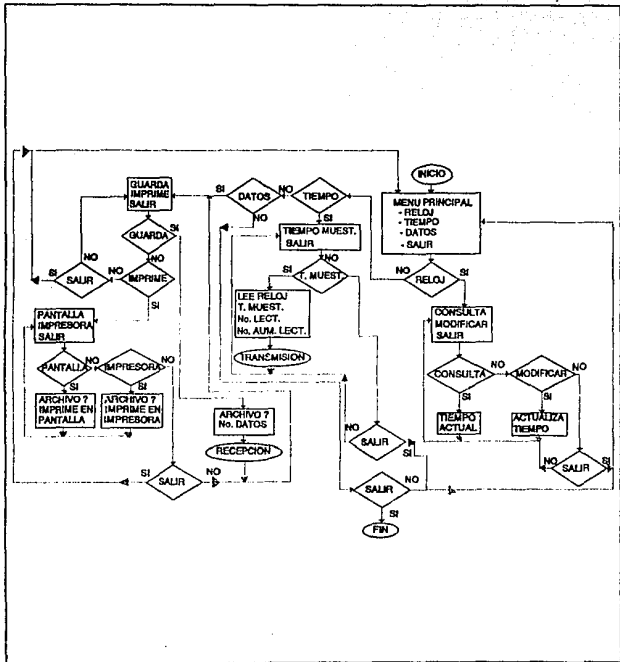 INICIO
MENU PRINCIPAL
- RELOJ
- TIEMPO
- DATOS
- SALIR
NO
RELOJ
SI
CONSULTA
MODIFICAR
SALIR
CONSULTA
NO
MODIFICAR
NO
SI
SI
TIEMPO
ACTUAL
ACTUALIZA
TIEMPO
NO
SALIR
SI
NO
TIEMPO
SI
TIEMPO MUEST.
SALIR
SI
T. MUEST.
NO
LEE RELOJ
T. MUEST.
No. LECT.
No. AUM. LECT.
TRANSMISION
NO
SALIR
SI
SALIR
NO
SI
FIN
SI
DATOS
NO
GUARDA
IMPRIME
SALIR
GUARDA
SI
NO
IMPRIME
NO
SI
SALIR
NO
SI
PANTALLA
IMPRESORA
SALIR
PANTALLA
NO
IMPRESORA
NO
SI
SI
ARCHIVO ?
IMPRIME EN
PANTALLA
ARCHIVO ?
IMPRIME EN
IMPRESORA
ARCHIVO ?
No. DATOS
RECEPCION
SI
SALIR
NO